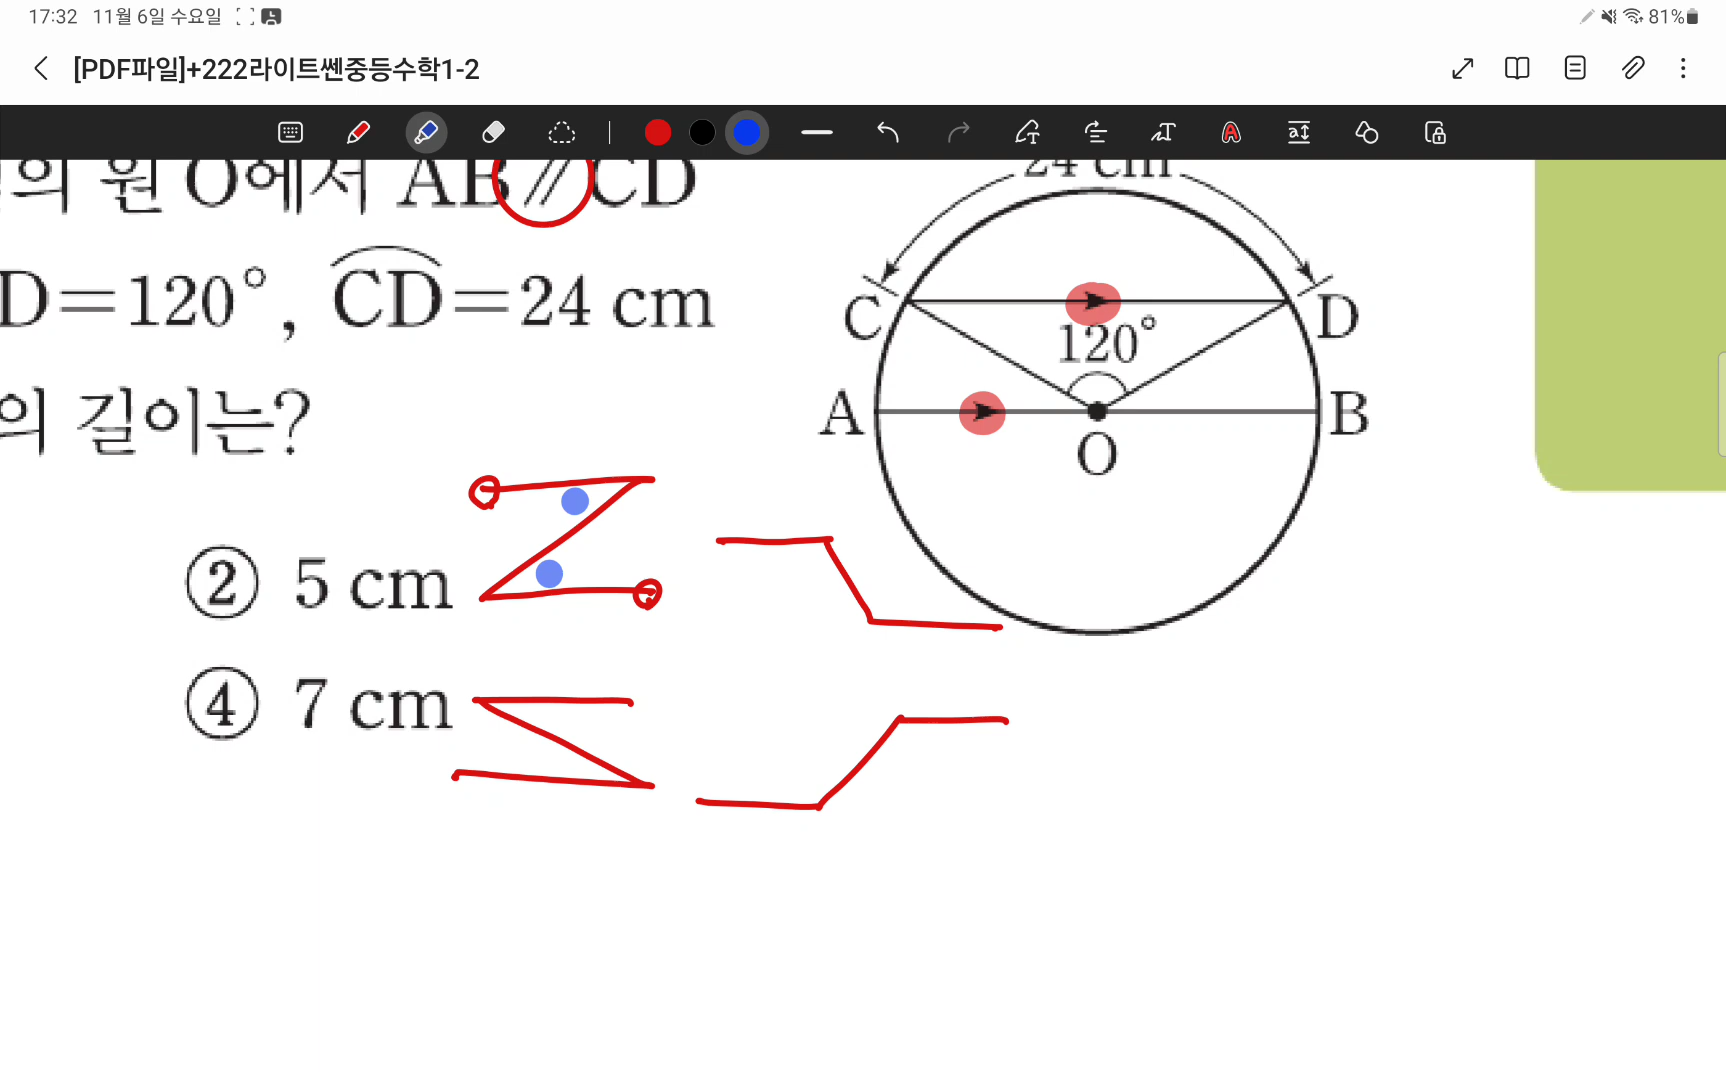 17:32 11월 6일 수요일
81%
[PDF파일]+222라이트쎈중등수학1-2
의 원 O에서 AB∥CD
D=120°, CD=24 cm
의 길이는?
② 5 cm
④ 7 cm
24 cm
C
D
120°
A
B
O